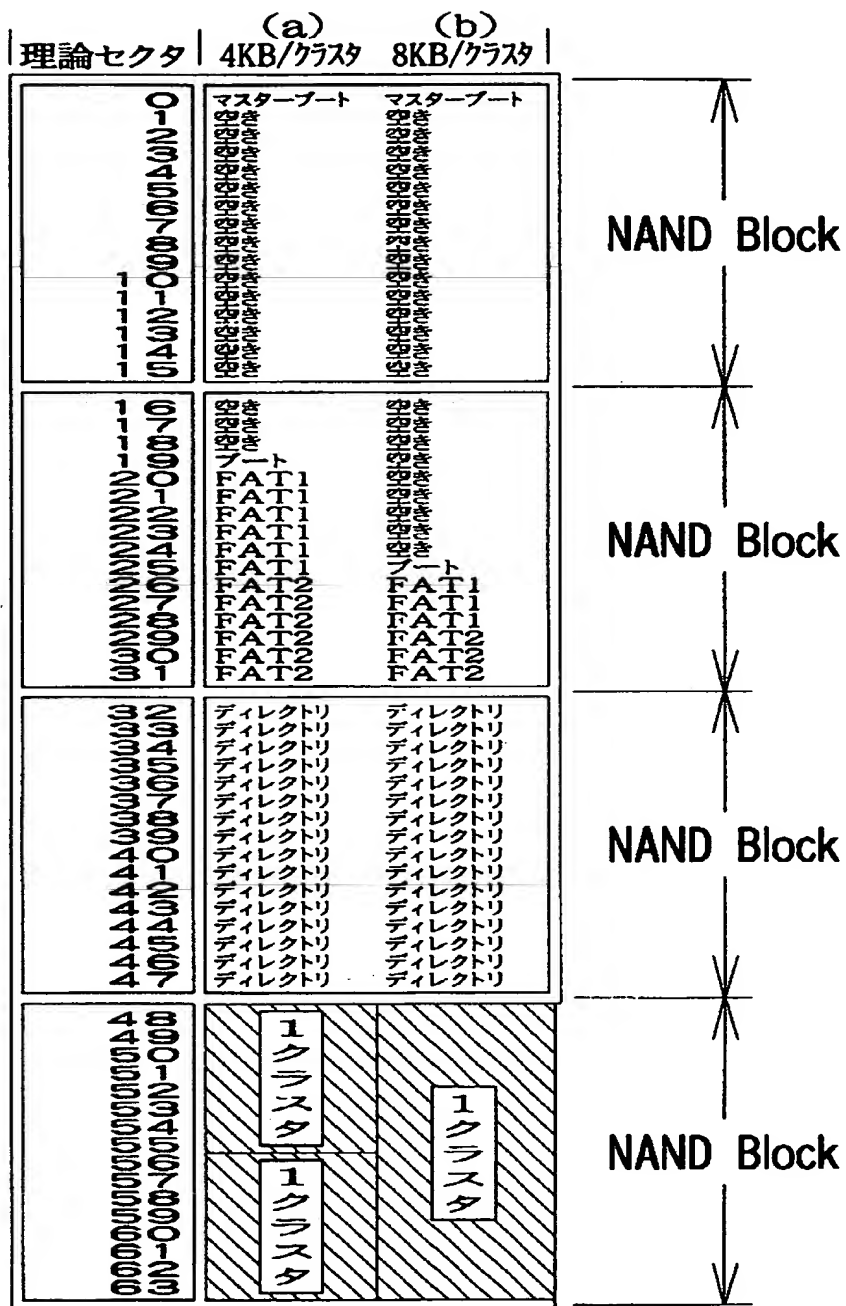 (a) (b)
理論セクタ 4KB/クラスタ 8KB/クラスタ
0 マスターブート マスターブート
1 空き 空き
2 空き 空き
3 空き 空き
4 空き 空き
5 空き 空き
6 空き 空き
7 空き 空き
8 空き 空き
9 空き 空き
10 空き 空き
11 空き 空き
12 空き 空き
13 空き 空き
14 空き 空き
15 空き 空き
NAND Block
16 空き 空き
17 空き 空き
18 空き 空き
19 ブート 空き
20 FAT1 空き
21 FAT1 空き
22 FAT1 空き
23 FAT1 空き
24 FAT1 空き
25 FAT1 ブート
26 FAT2 FAT1
27 FAT2 FAT1
28 FAT2 FAT1
29 FAT2 FAT2
30 FAT2 FAT2
31 FAT2 FAT2
NAND Block
32 ディレクトリ ディレクトリ
33 ディレクトリ ディレクトリ
34 ディレクトリ ディレクトリ
35 ディレクトリ ディレクトリ
36 ディレクトリ ディレクトリ
37 ディレクトリ ディレクトリ
38 ディレクトリ ディレクトリ
39 ディレクトリ ディレクトリ
40 ディレクトリ ディレクトリ
41 ディレクトリ ディレクトリ
42 ディレクトリ ディレクトリ
43 ディレクトリ ディレクトリ
44 ディレクトリ ディレクトリ
45 ディレクトリ ディレクトリ
46 ディレクトリ ディレクトリ
47 ディレクトリ ディレクトリ
NAND Block
48
49
50
51
52
53
54
55
56
57
58
59
60
61
62
63
1クラスタ
1クラスタ
1クラスタ
NAND Block